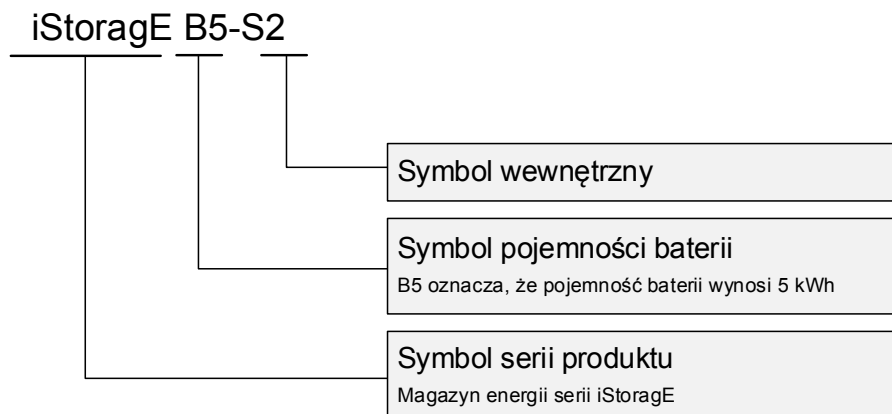 iStoragE B5-S2
Symbol wewnętrzny
Symbol pojemności baterii
B5 oznacza, że pojemność baterii wynosi 5 kWh
Symbol serii produktu
Magazyn energii serii iStoragE